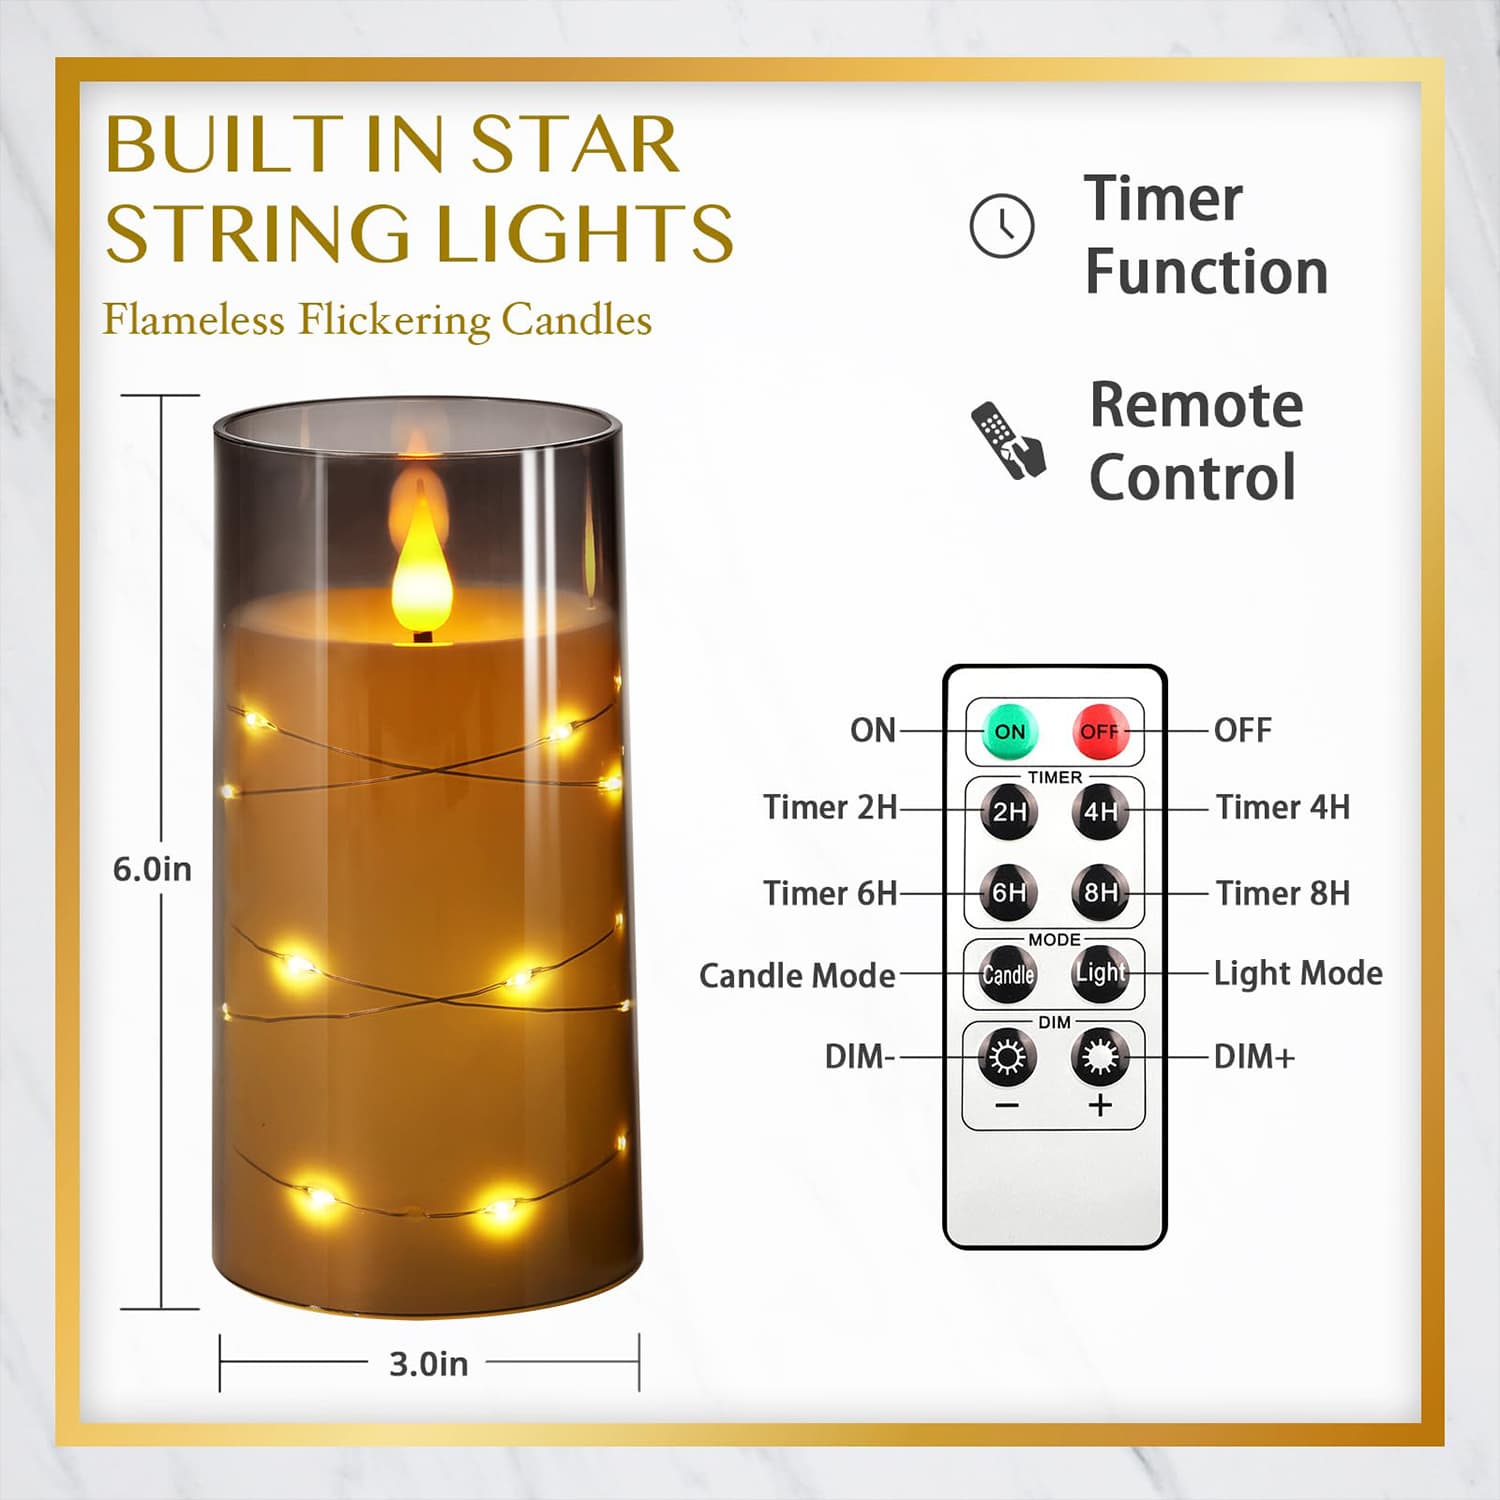 BUILT IN STAR
STRING LIGHTS
Flameless Flickering Candles
Timer
Function
Remote
Control
6.0in
3.0in
ON ON OFF OFF
TIMER
Timer 2H 2H 4H Timer 4H
Timer 6H 6H 8H Timer 8H
MODE
Candle Mode Candle Light Light Mode
DIM
DIM- DIM+
− +